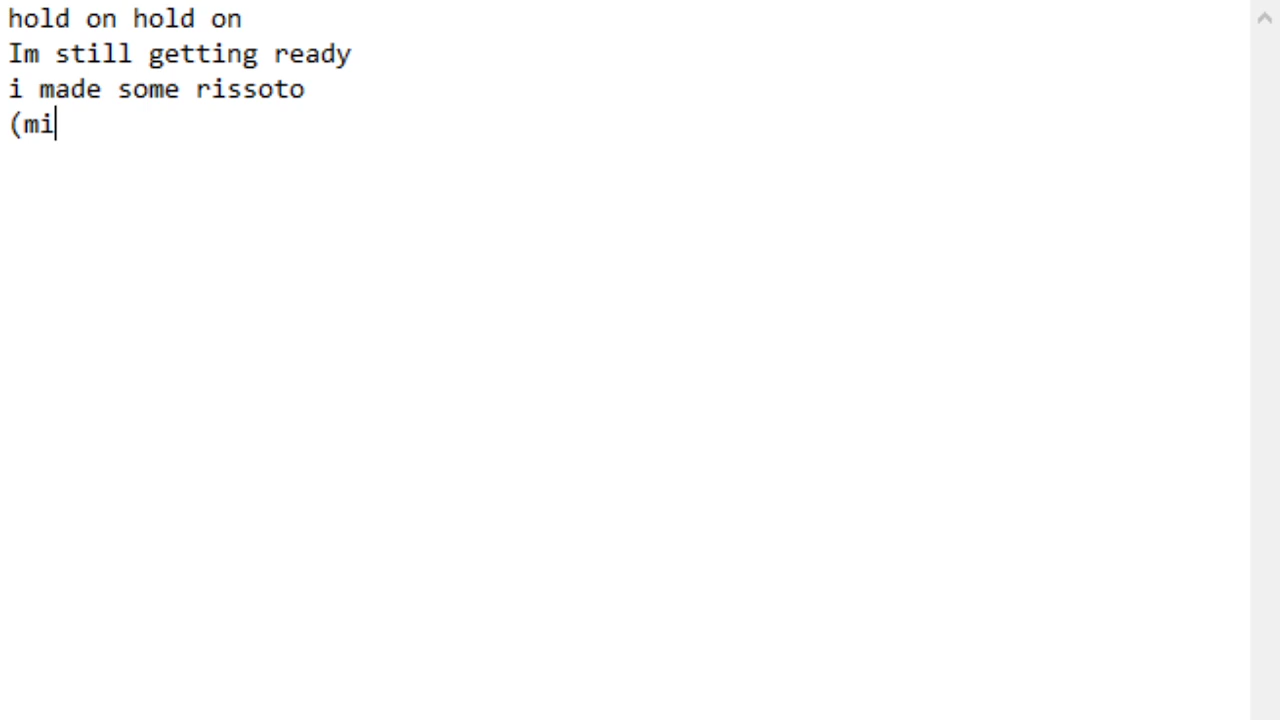 hold on hold on
Im still getting ready
i made some rissoto
(mi